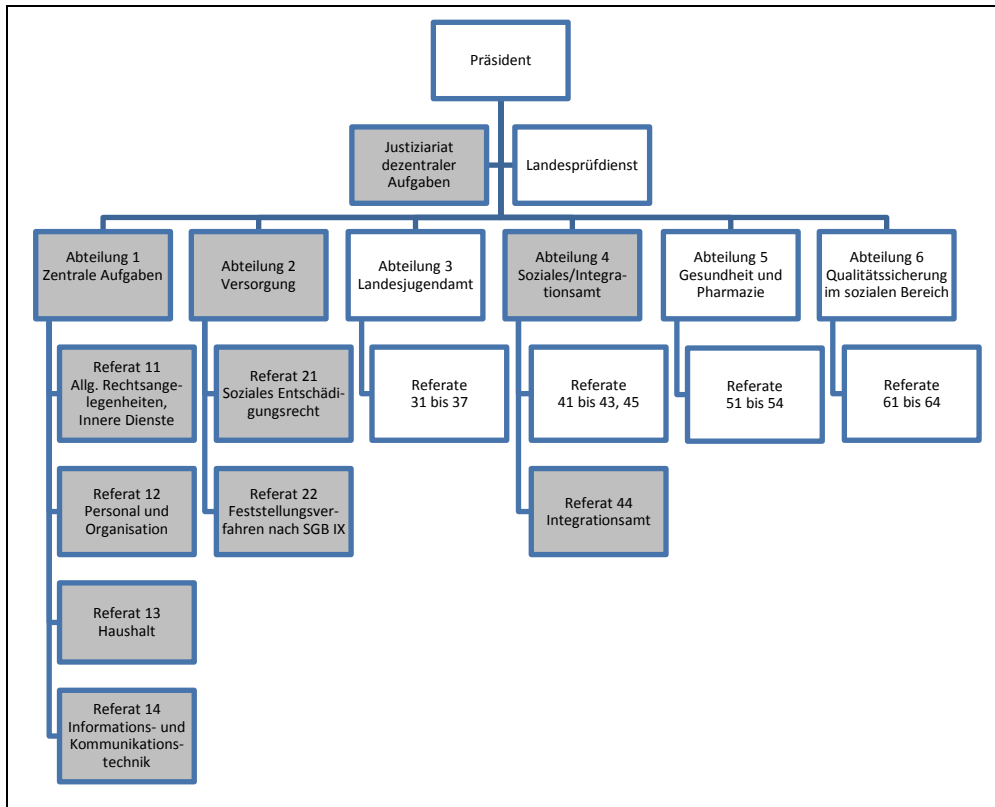 Präsident
Justiziariat
dezentraler
Aufgaben
Landesprüfdienst
Abteilung 1
Zentrale Aufgaben
Abteilung 2
Versorgung
Abteilung 3
Landesjugendamt
Abteilung 4
Soziales/Integra-
tionsamt
Abteilung 5
Gesundheit und
Pharmazie
Abteilung 6
Qualitätssicherung
im sozialen Bereich
Referat 11
Allg. Rechtsange-
legenheiten,
Innere Dienste
Referat 21
Soziales Entschädi-
gungsrecht
Referate
31 bis 37
Referate
41 bis 43, 45
Referate
51 bis 54
Referate
61 bis 64
Referat 12
Personal und
Organisation
Referat 22
Feststellungsver-
fahren nach SGB IX
Referat 44
Integrationsamt
Referat 13
Haushalt
Referat 14
Informations- und
Kommunikations-
technik